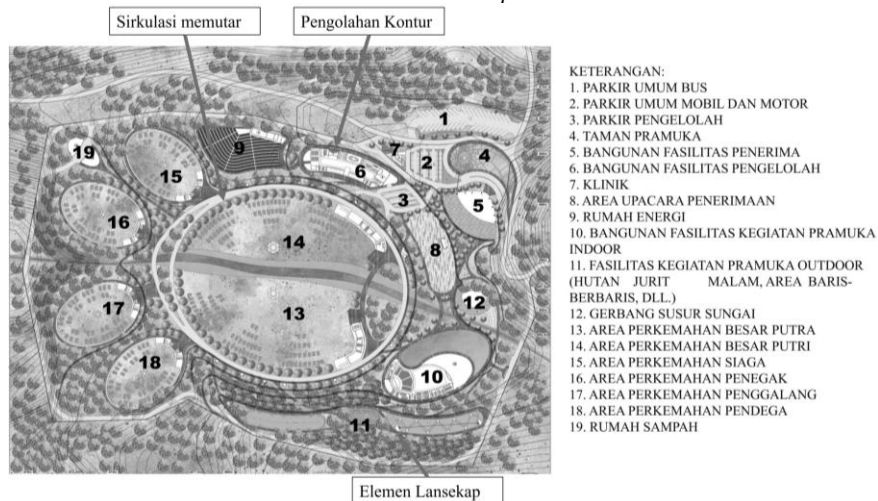 Sirkulasi memutar
Pengolahan Kontur
1
7
2
4
9
6
19
15
3
5
16
14
8
12
13
17
18
10
11
Elemen Lansekap
KETERANGAN:
1. PARKIR UMUM BUS
2. PARKIR UMUM MOBIL DAN MOTOR
3. PARKIR PENGELOLAH
4. TAMAN PRAMUKA
5. BANGUNAN FASILITAS PENERIMA
6. BANGUNAN FASILITAS PENGELOLAH
7. KLINIK
8. AREA UPACARA PENERIMAAN
9. RUMAH ENERGI
10. BANGUNAN FASILITAS KEGIATAN PRAMUKA
INDOOR
11. FASILITAS KEGIATAN PRAMUKA OUTDOOR
(HUTAN JURIT MALAM, AREA BARIS-
BERBARIS, DLL.)
12. GERBANG SUSUR SUNGAI
13. AREA PERKEMAHAN BESAR PUTRA
14. AREA PERKEMAHAN BESAR PUTRI
15. AREA PERKEMAHAN SIAGA
16. AREA PERKEMAHAN PENEGAK
17. AREA PERKEMAHAN PENGGALANG
18. AREA PERKEMAHAN PENDEGA
19. RUMAH SAMPAH